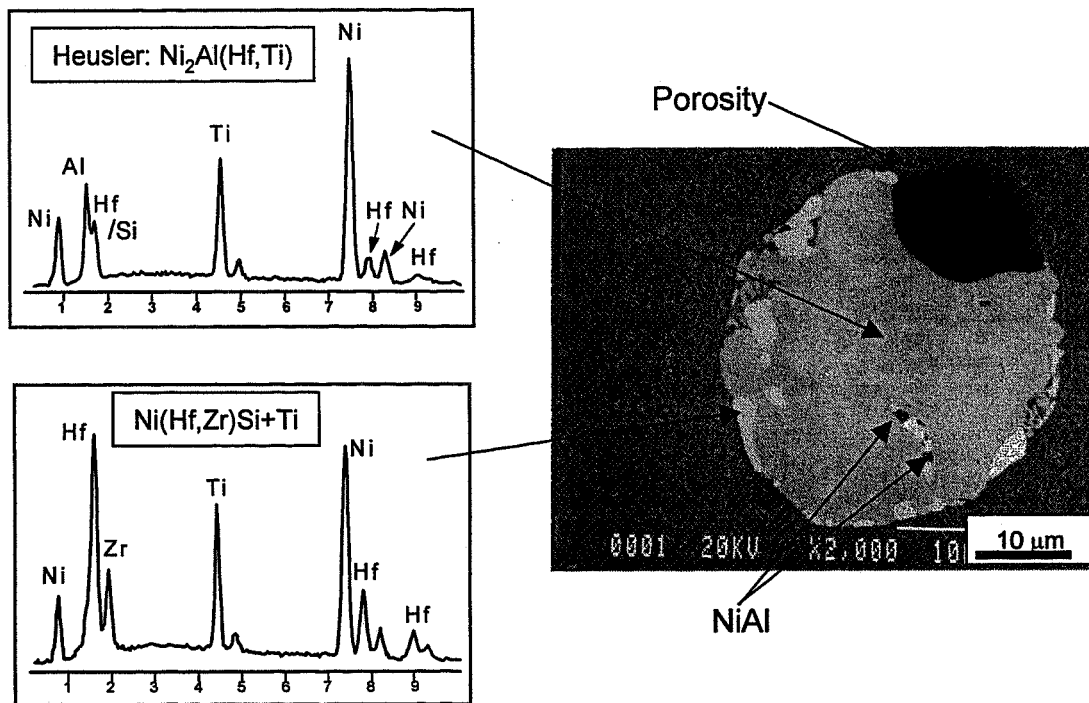 Heusler: Ni₂Al(Hf,Ti)
Ni
Al
Hf
/Si
Ni
Ti
Hf
Ni
Hf
1 2 3 4 5 6 7 8 9
Ni(Hf,Zr)Si+Ti
Hf
Ni
Ti
Zr
Ni
Hf
Hf
1 2 3 4 5 6 7 8 9
Porosity
0001 20KV X2,000 10
10 μm
NiAl